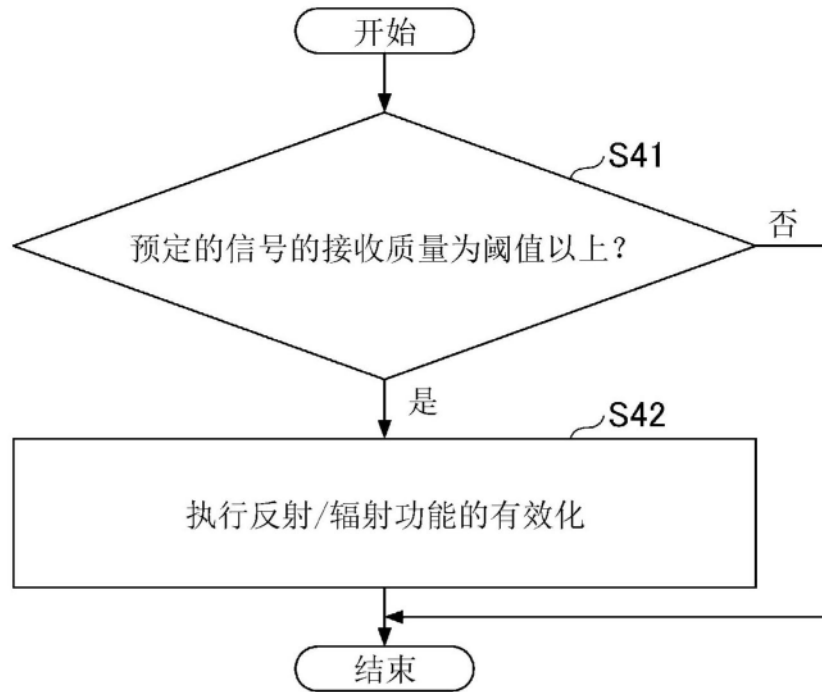 开始
S41
预定的信号的接收质量为阈值以上？
否
是
S42
执行反射/辐射功能的有效化
结束